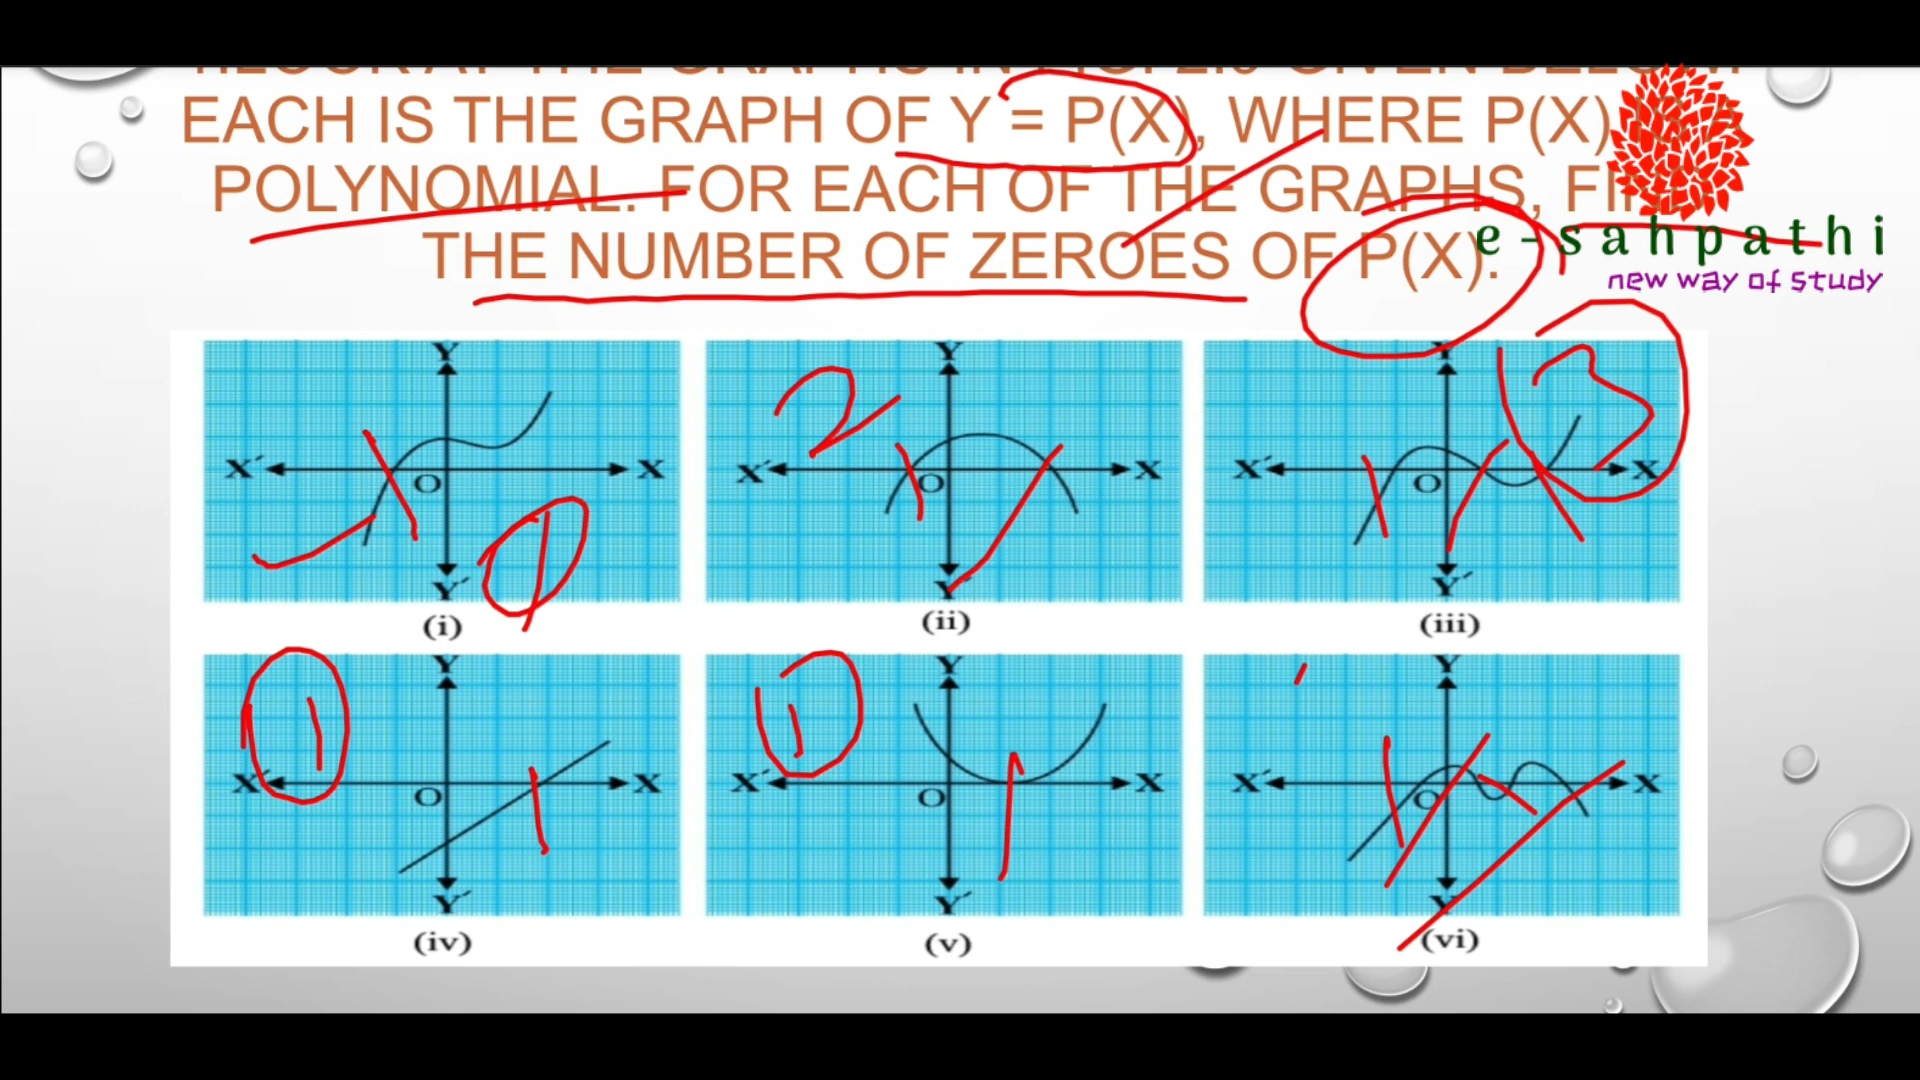 EACH IS THE GRAPH OF Y = P(X), WHERE P(X)
POLYNOMIAL. FOR EACH OF THE GRAPHS,
THE NUMBER OF ZEROES OF P(X).
e - sahpathi
new way of study
Y Y Y
2 3
X′ O X X′ O X X′ O X
1
Y′ Y′ Y′
(i) (ii) (iii)
Y Y Y
1 1
X′ O X X′ O X X′ O X
Y′ Y′
(iv) (v) (vi)